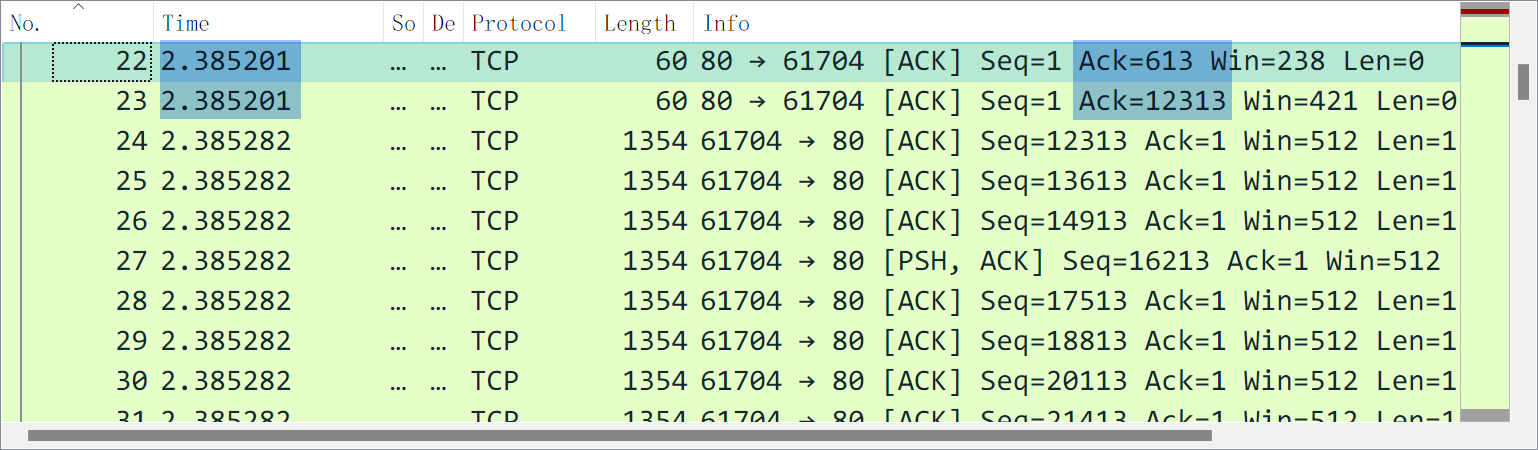 No. Time So De Protocol Length Info
22 2.385201 … … TCP 60 80 → 61704 [ACK] Seq=1 Ack=613 Win=238 Len=0
23 2.385201 … … TCP 60 80 → 61704 [ACK] Seq=1 Ack=12313 Win=421 Len=0
24 2.385282 … … TCP 1354 61704 → 80 [ACK] Seq=12313 Ack=1 Win=512 Len=1
25 2.385282 … … TCP 1354 61704 → 80 [ACK] Seq=13613 Ack=1 Win=512 Len=1
26 2.385282 … … TCP 1354 61704 → 80 [ACK] Seq=14913 Ack=1 Win=512 Len=1
27 2.385282 … … TCP 1354 61704 → 80 [PSH, ACK] Seq=16213 Ack=1 Win=512
28 2.385282 … … TCP 1354 61704 → 80 [ACK] Seq=17513 Ack=1 Win=512 Len=1
29 2.385282 … … TCP 1354 61704 → 80 [ACK] Seq=18813 Ack=1 Win=512 Len=1
30 2.385282 … … TCP 1354 61704 → 80 [ACK] Seq=20113 Ack=1 Win=512 Len=1
31 2.385282 … … TCP 1354 61704 → 80 [ACK] Seq=21413 Ack=1 Win=512 Len=1